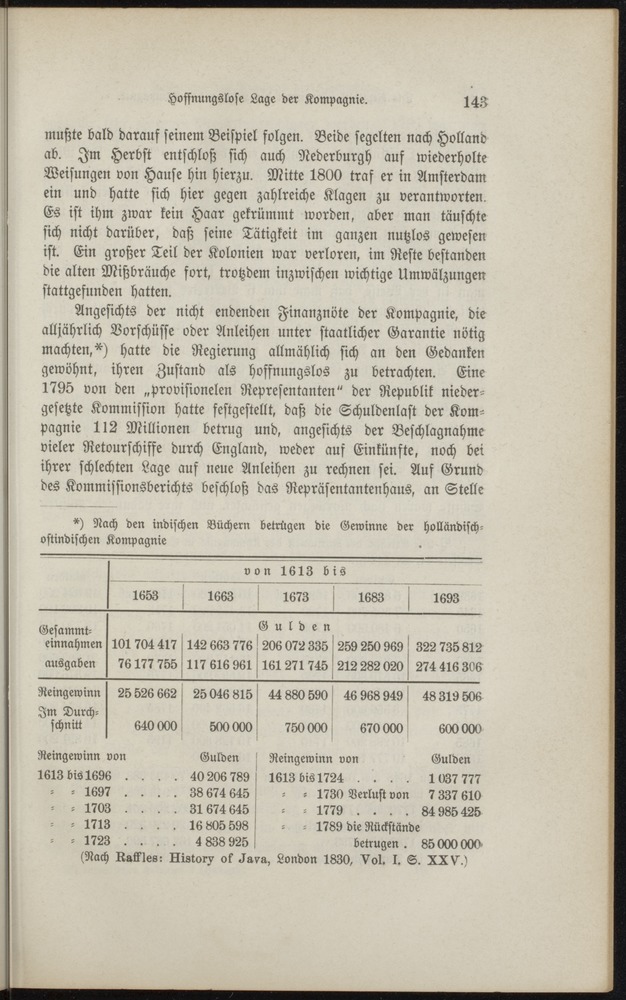 Hoffnungslose Lage der Kompagnie. 143
mußte bald darauf seinem Beispiel folgen. Beide segelten nach Holland
ab. Im Herbst entschloß sich auch Nederburgh auf wiederholte
Weisungen von Hause hin hierzu. Mitte 1800 traf er in Amsterdam
ein und hatte sich hier gegen zahlreiche Klagen zu verantworten.
Es ist ihm zwar kein Haar gekrümmt worden, aber man täuschte
sich nicht darüber, daß seine Tätigkeit im ganzen nutzlos gewesen
ist. Ein großer Teil der Kolonien war verloren, im Reste bestanden
die alten Mißbräuche fort, trotzdem inzwischen wichtige Umwälzungen
stattgefunden hatten.
Angesichts der nicht endenden Finanznöte der Kompagnie, die
alljährlich Vorschüsse oder Anleihen unter staatlicher Garantie nötig
machten,*) hatte die Regierung allmählich sich an den Gedanken
gewöhnt, ihren Zustand als hoffnungslos zu betrachten. Eine
1795 von den „provisionelen Representanten“ der Republik nieder-
gesetzte Kommission hatte festgestellt, daß die Schuldenlast der Kom-
pagnie 112 Millionen betrug und, angesichts der Beschlagnahme
vieler Retourschiffe durch England, weder auf Einkünfte, noch bei
ihrer schlechten Lage auf neue Anleihen zu rechnen sei. Auf Grund
des Kommissionsberichts beschloß das Repräsentantenhaus, an Stelle
*) Nach den indischen Büchern betrügen die Gewinne der holländisch-
ostindischen Kompagnie
von 1613 bis
1653 1663 1673 1683 1693
Gulden
Gesammt-
einnahmen 101 704 417 142 663 776 206 072 335 259 250 969 322 735 812
ausgaben 76 177 755 117 616 961 161 271 745 212 282 020 274 416 306
Reingewinn 25 526 662 25 046 815 44 880 590 46 968 949 48 319 506
Im Durch-
schnitt 640 000 500 000 750 000 670 000 600 000
Reingewinn von Gulden Reingewinn von Gulden
1613 bis 1696 . . . . 40 206 789 1613 bis 1724 . . . . 1 037 777
= = 1697 . . . . 38 674 645 = = 1730 Verlust von 7 337 610
= = 1703 . . . . 31 674 645 = = 1779 . . . . 84 985 425
= = 1713 . . . . 16 805 598 = = 1789 die Rückstände
= = 1723 . . . . 4 838 925 betrugen . 85 000 000
(Nach Raffles: History of Java, London 1830, Vol. I. S. XXV.)